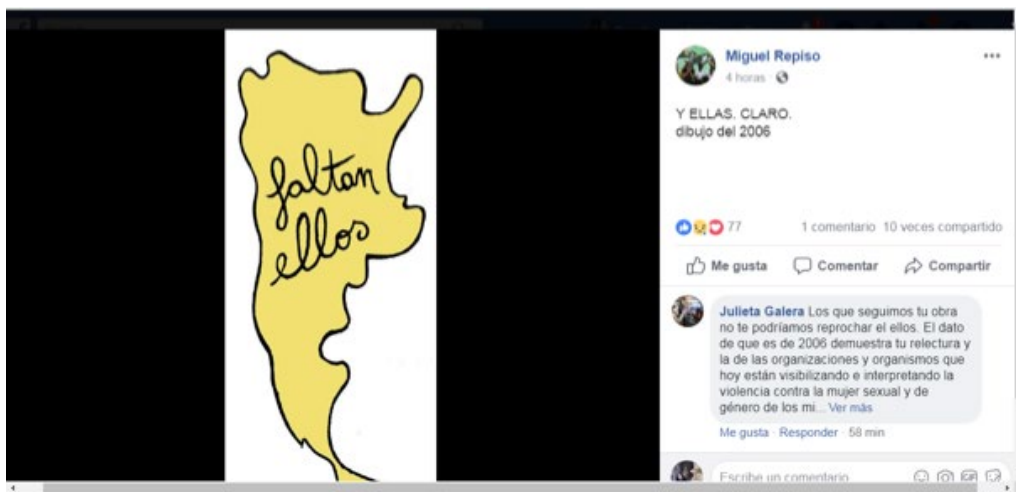 faltan
ellos
Miguel Repiso
4 horas
Y ELLAS. CLARO.
dibujo del 2006
77
1 comentario 10 veces compartido
Me gusta Comentar Compartir
Julieta Galera Los que seguimos tu obra
no te podríamos reprochar el ellos. El dato
de que es de 2006 demuestra tu relectura y
la de las organizaciones y organismos que
hoy están visibilizando e interpretando la
violencia contra la mujer sexual y de
género de los mi... Ver más
Me gusta · Responder · 58 min
Escribe un comentario
GIF